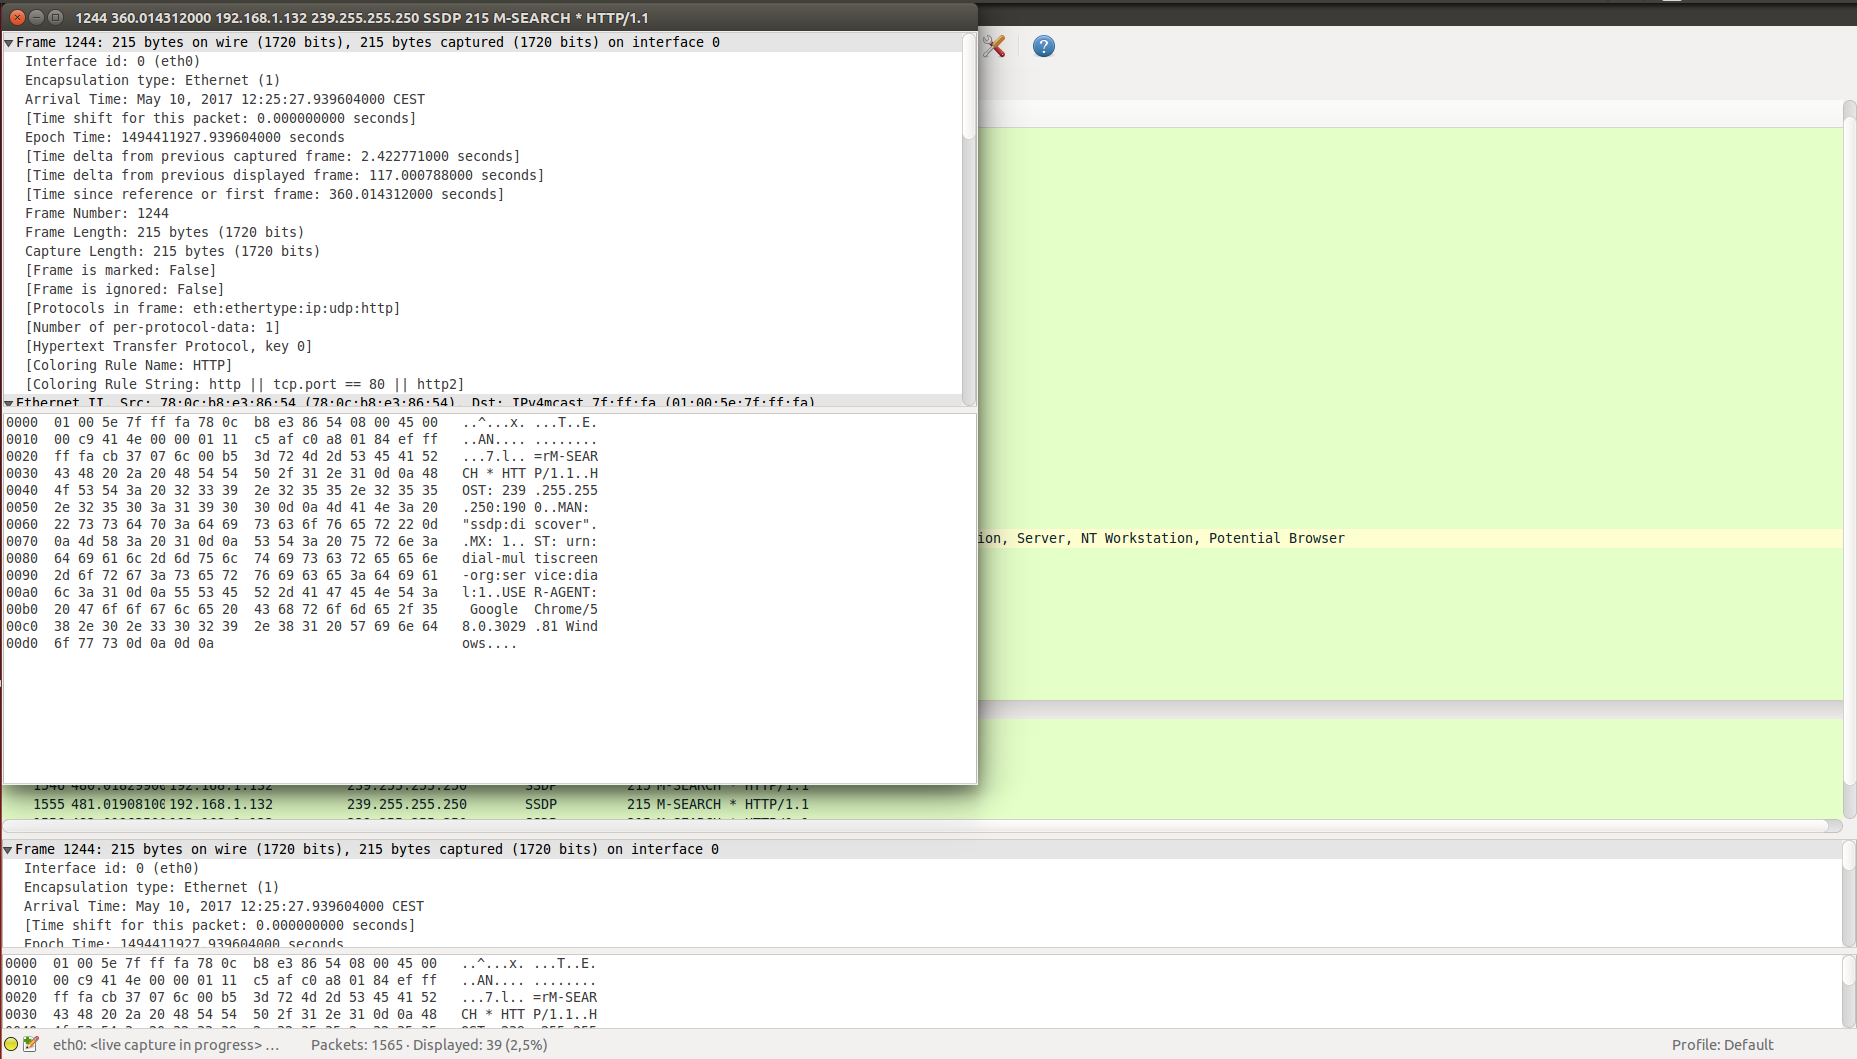 1244 360.014312000 192.168.1.132 239.255.255.250 SSDP 215 M-SEARCH * HTTP/1.1
Frame 1244: 215 bytes on wire (1720 bits), 215 bytes captured (1720 bits) on interface 0
Interface id: 0 (eth0)
Encapsulation type: Ethernet (1)
Arrival Time: May 10, 2017 12:25:27.939604000 CEST
[Time shift for this packet: 0.000000000 seconds]
Epoch Time: 1494411927.939604000 seconds
[Time delta from previous captured frame: 2.422771000 seconds]
[Time delta from previous displayed frame: 117.000788000 seconds]
[Time since reference or first frame: 360.014312000 seconds]
Frame Number: 1244
Frame Length: 215 bytes (1720 bits)
Capture Length: 215 bytes (1720 bits)
[Frame is marked: False]
[Frame is ignored: False]
[Protocols in frame: eth:ethertype:ip:udp:http]
[Number of per-protocol-data: 1]
[Hypertext Transfer Protocol, key 0]
[Coloring Rule Name: HTTP]
[Coloring Rule String: http || tcp.port == 80 || http2]
Ethernet II, Src: 78:0c:b8:e3:86:54 (78:0c:b8:e3:86:54), Dst: IPv4mcast_7f:ff:fa (01:00:5e:7f:ff:fa)
0000 01 00 5e 7f ff fa 78 0c b8 e3 86 54 08 00 45 00 ..^...x. ...T..E.
0010 00 c9 41 4e 00 00 01 11 c5 af c0 a8 01 84 ef ff ..AN.... ........
0020 ff fa cb 37 07 6c 00 b5 3d 72 4d 2d 53 45 41 52 ...7.l.. =rM-SEAR
0030 43 48 20 2a 20 48 54 54 50 2f 31 2e 31 0d 0a 48 CH * HTT P/1.1..H
0040 4f 53 54 3a 20 32 33 39 2e 32 35 35 2e 32 35 35 OST: 239 .255.255
0050 2e 32 35 30 3a 31 39 30 30 0d 0a 4d 41 4e 3a 20 .250:190 0..MAN:
0060 22 73 73 64 70 3a 64 69 73 63 6f 76 65 72 22 0d "ssdp:di scover".
0070 0a 4d 58 3a 20 31 0d 0a 53 54 3a 20 75 72 6e 3a .MX: 1.. ST: urn:
0080 64 69 61 6c 2d 6d 75 6c 74 69 73 63 72 65 65 6e dial-mul tiscreen
0090 2d 6f 72 67 3a 73 65 72 76 69 63 65 3a 64 69 61 -org:ser vice:dia
00a0 6c 3a 31 0d 0a 55 53 45 52 2d 41 47 45 4e 54 3a l:1..USE R-AGENT:
00b0 20 47 6f 6f 67 6c 65 20 43 68 72 6f 6d 65 2f 35 Google Chrome/5
00c0 38 2e 30 2e 33 30 32 39 2e 38 31 20 57 69 6e 64 8.0.3029 .81 Wind
00d0 6f 77 73 0d 0a 0d 0a ows....
ion, Server, NT Workstation, Potential Browser
1546 480.01829900 192.168.1.132 239.255.255.250 SSDP 215 M-SEARCH * HTTP/1.1
1555 481.01908100 192.168.1.132 239.255.255.250 SSDP 215 M-SEARCH * HTTP/1.1
Frame 1244: 215 bytes on wire (1720 bits), 215 bytes captured (1720 bits) on interface 0
Interface id: 0 (eth0)
Encapsulation type: Ethernet (1)
Arrival Time: May 10, 2017 12:25:27.939604000 CEST
[Time shift for this packet: 0.000000000 seconds]
Epoch Time: 1494411927.939604000 seconds
0000 01 00 5e 7f ff fa 78 0c b8 e3 86 54 08 00 45 00 ..^...x. ...T..E.
0010 00 c9 41 4e 00 00 01 11 c5 af c0 a8 01 84 ef ff ..AN.... ........
0020 ff fa cb 37 07 6c 00 b5 3d 72 4d 2d 53 45 41 52 ...7.l.. =rM-SEAR
0030 43 48 20 2a 20 48 54 54 50 2f 31 2e 31 0d 0a 48 CH * HTT P/1.1..H
eth0: <live capture in progress> ... Packets: 1565 · Displayed: 39 (2,5%) Profile: Default